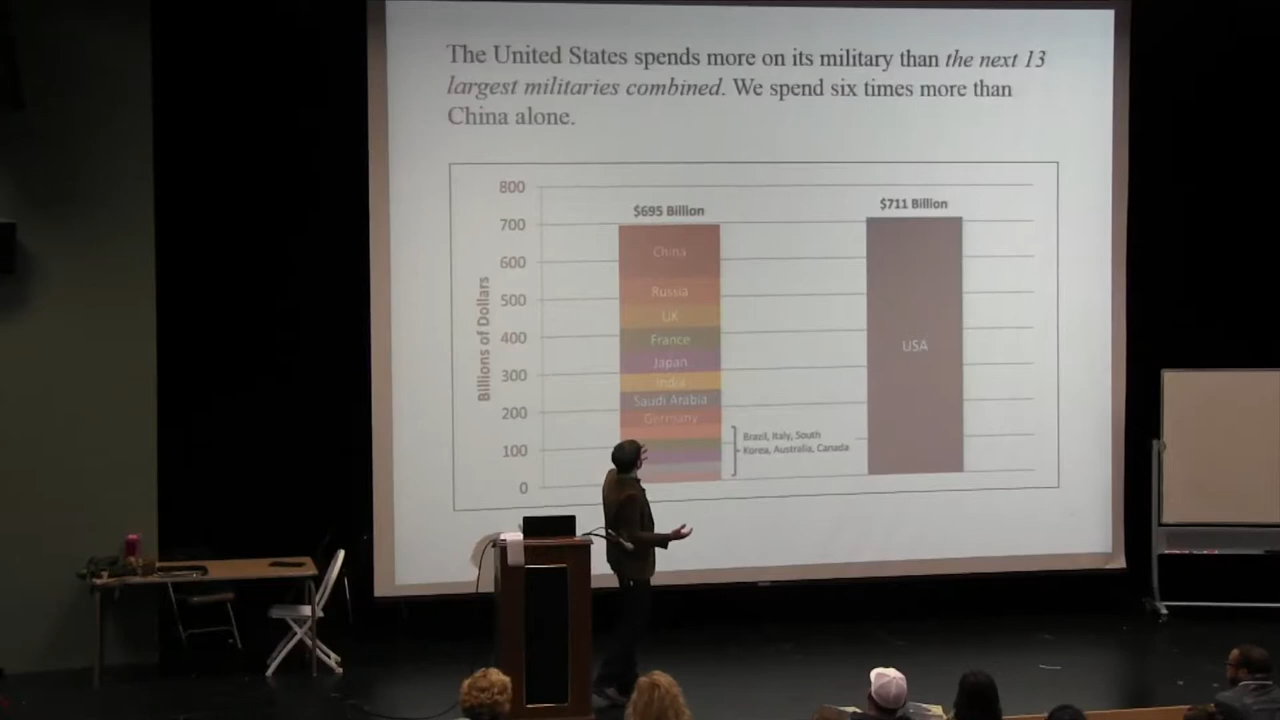 The United States spends more on its military than the next 13
largest militaries combined. We spend six times more than
China alone.
800
700
600
500
400
300
200
100
0
Billions of Dollars
$695 Billion
China
Russia
UK
France
Japan
India
Saudi Arabia
Germany
Brazil, Italy, South
Korea, Australia, Canada
$711 Billion
USA